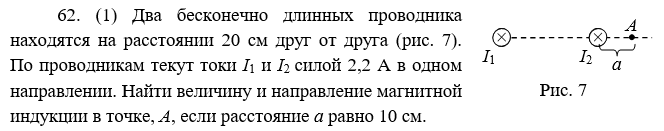 62. (1) Два бесконечно длинных проводника
находятся на расстоянии 20 см друг от друга (рис. 7).
По проводникам текут токи I₁ и I₂ силой 2,2 А в одном
направлении. Найти величину и направление магнитной
индукции в точке, А, если расстояние a равно 10 см.
A
I₁ I₂ a
Рис. 7